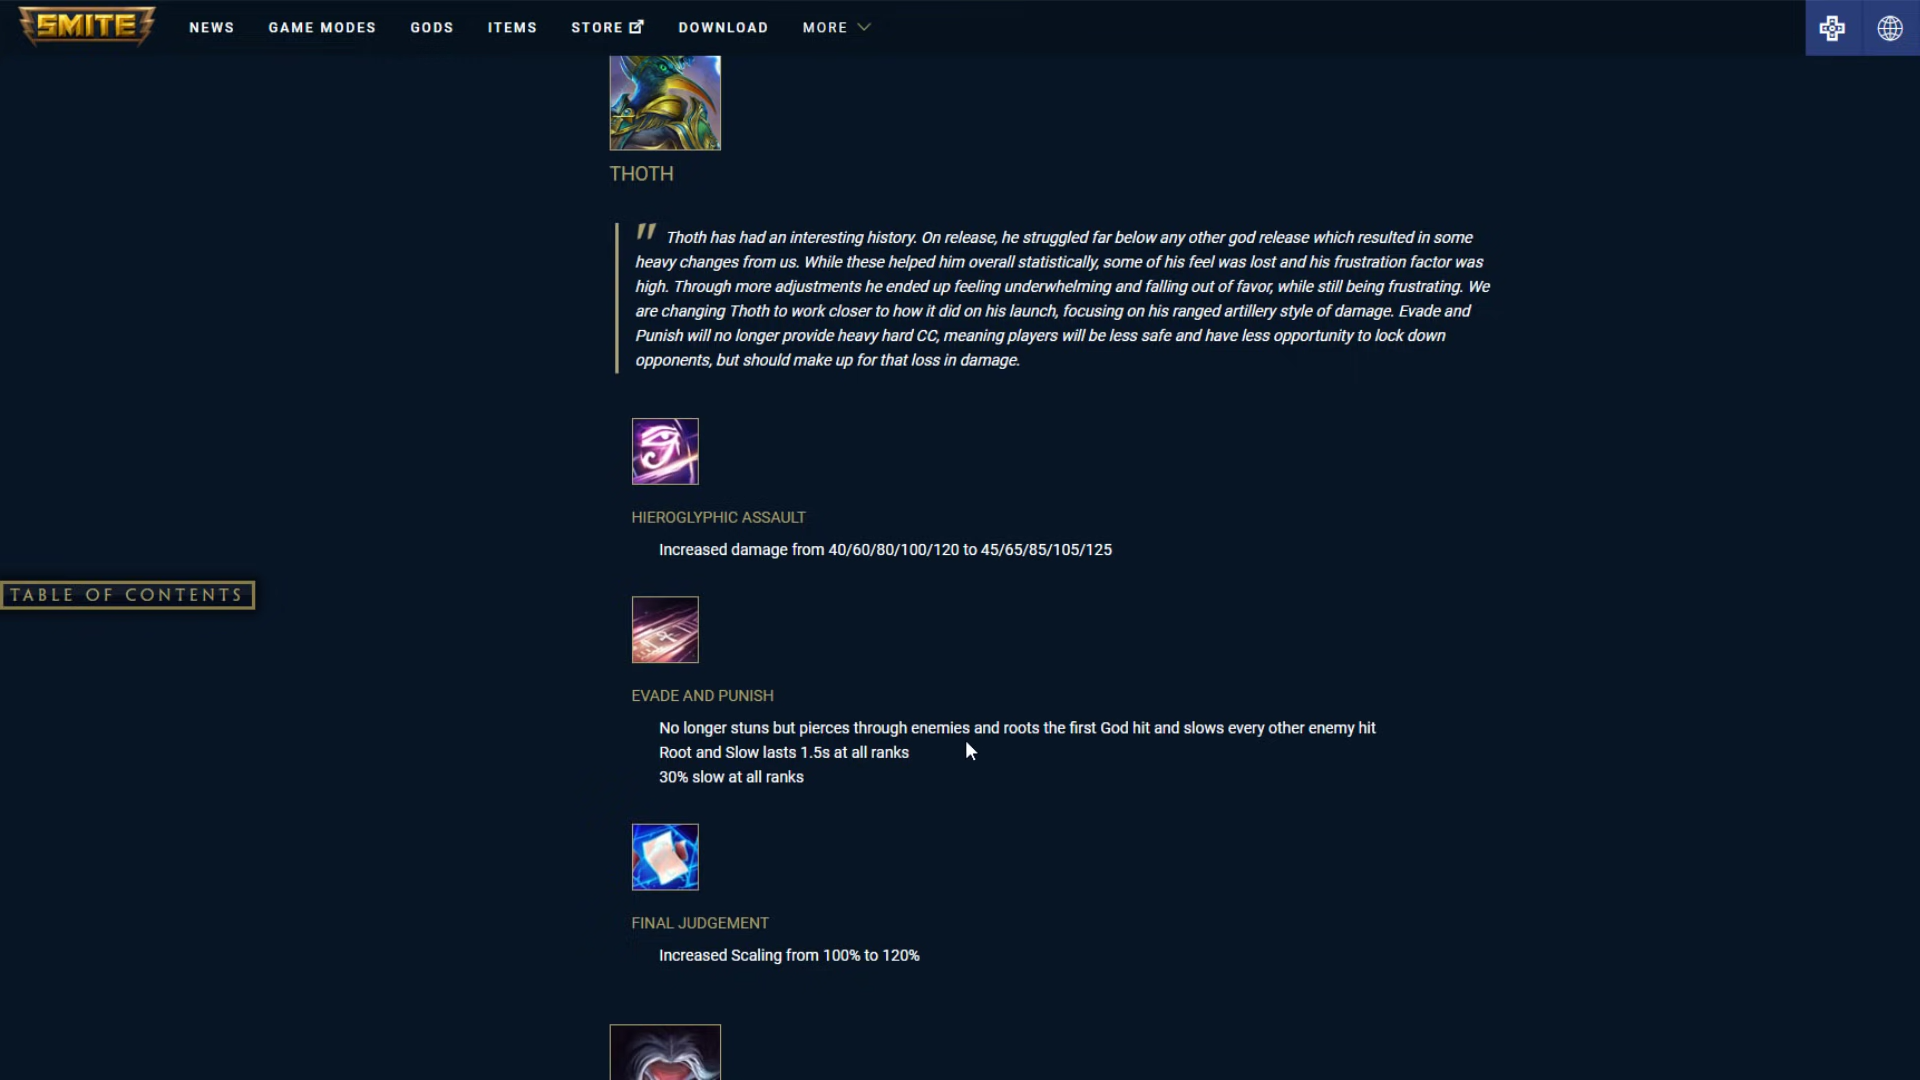 SMITE NEWS GAME MODES GODS ITEMS STORE DOWNLOAD MORE
THOTH
" Thoth has had an interesting history. On release, he struggled far below any other god release which resulted in some
heavy changes from us. While these helped him overall statistically, some of his feel was lost and his frustration factor was
high. Through more adjustments he ended up feeling underwhelming and falling out of favor, while still being frustrating. We
are changing Thoth to work closer to how it did on his launch, focusing on his ranged artillery style of damage. Evade and
Punish will no longer provide heavy hard CC, meaning players will be less safe and have less opportunity to lock down
opponents, but should make up for that loss in damage.
HIEROGLYPHIC ASSAULT
Increased damage from 40/60/80/100/120 to 45/65/85/105/125
TABLE OF CONTENTS
EVADE AND PUNISH
No longer stuns but pierces through enemies and roots the first God hit and slows every other enemy hit
Root and Slow lasts 1.5s at all ranks
30% slow at all ranks
FINAL JUDGEMENT
Increased Scaling from 100% to 120%